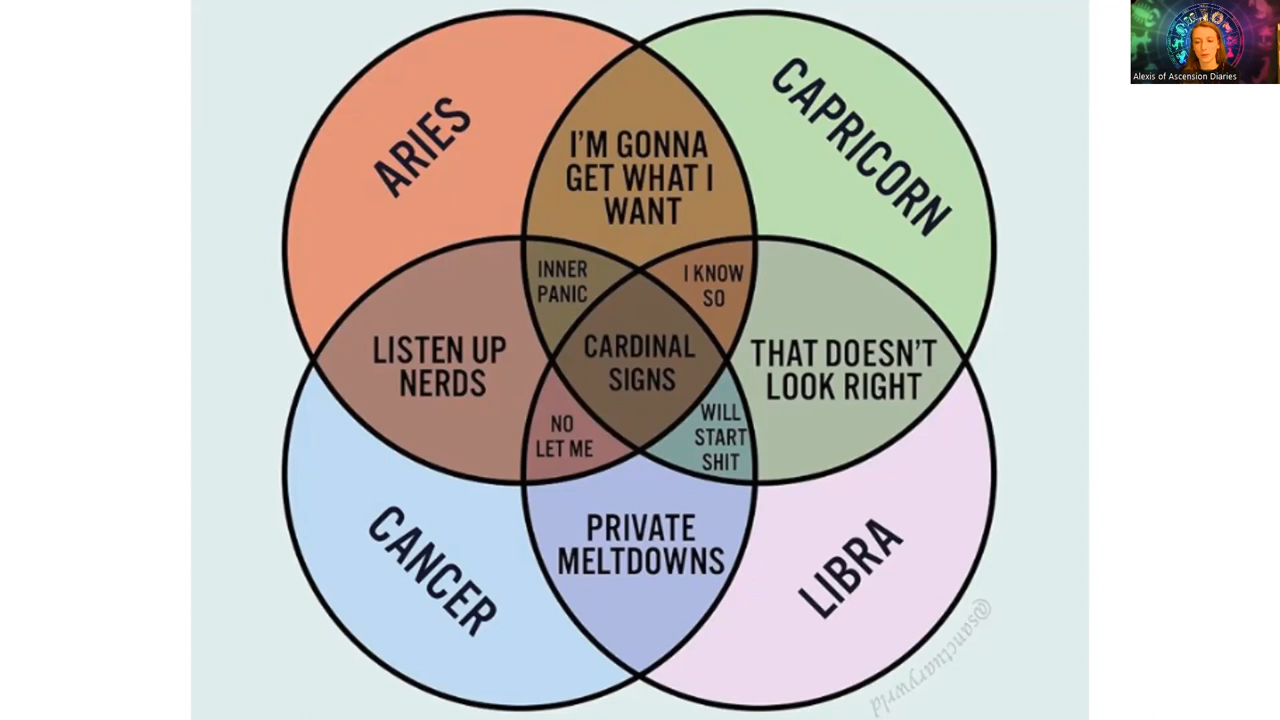 Alexis of Ascension Diaries
ARIES
CAPRICORN
I'M GONNA
GET WHAT I
WANT
INNER
PANIC
I KNOW
SO
LISTEN UP
NERDS
CARDINAL
SIGNS
THAT DOESN'T
LOOK RIGHT
NO
LET ME
WILL
START
SHIT
PRIVATE
MELTDOWNS
CANCER
LIBRA
@sanctuarywrld